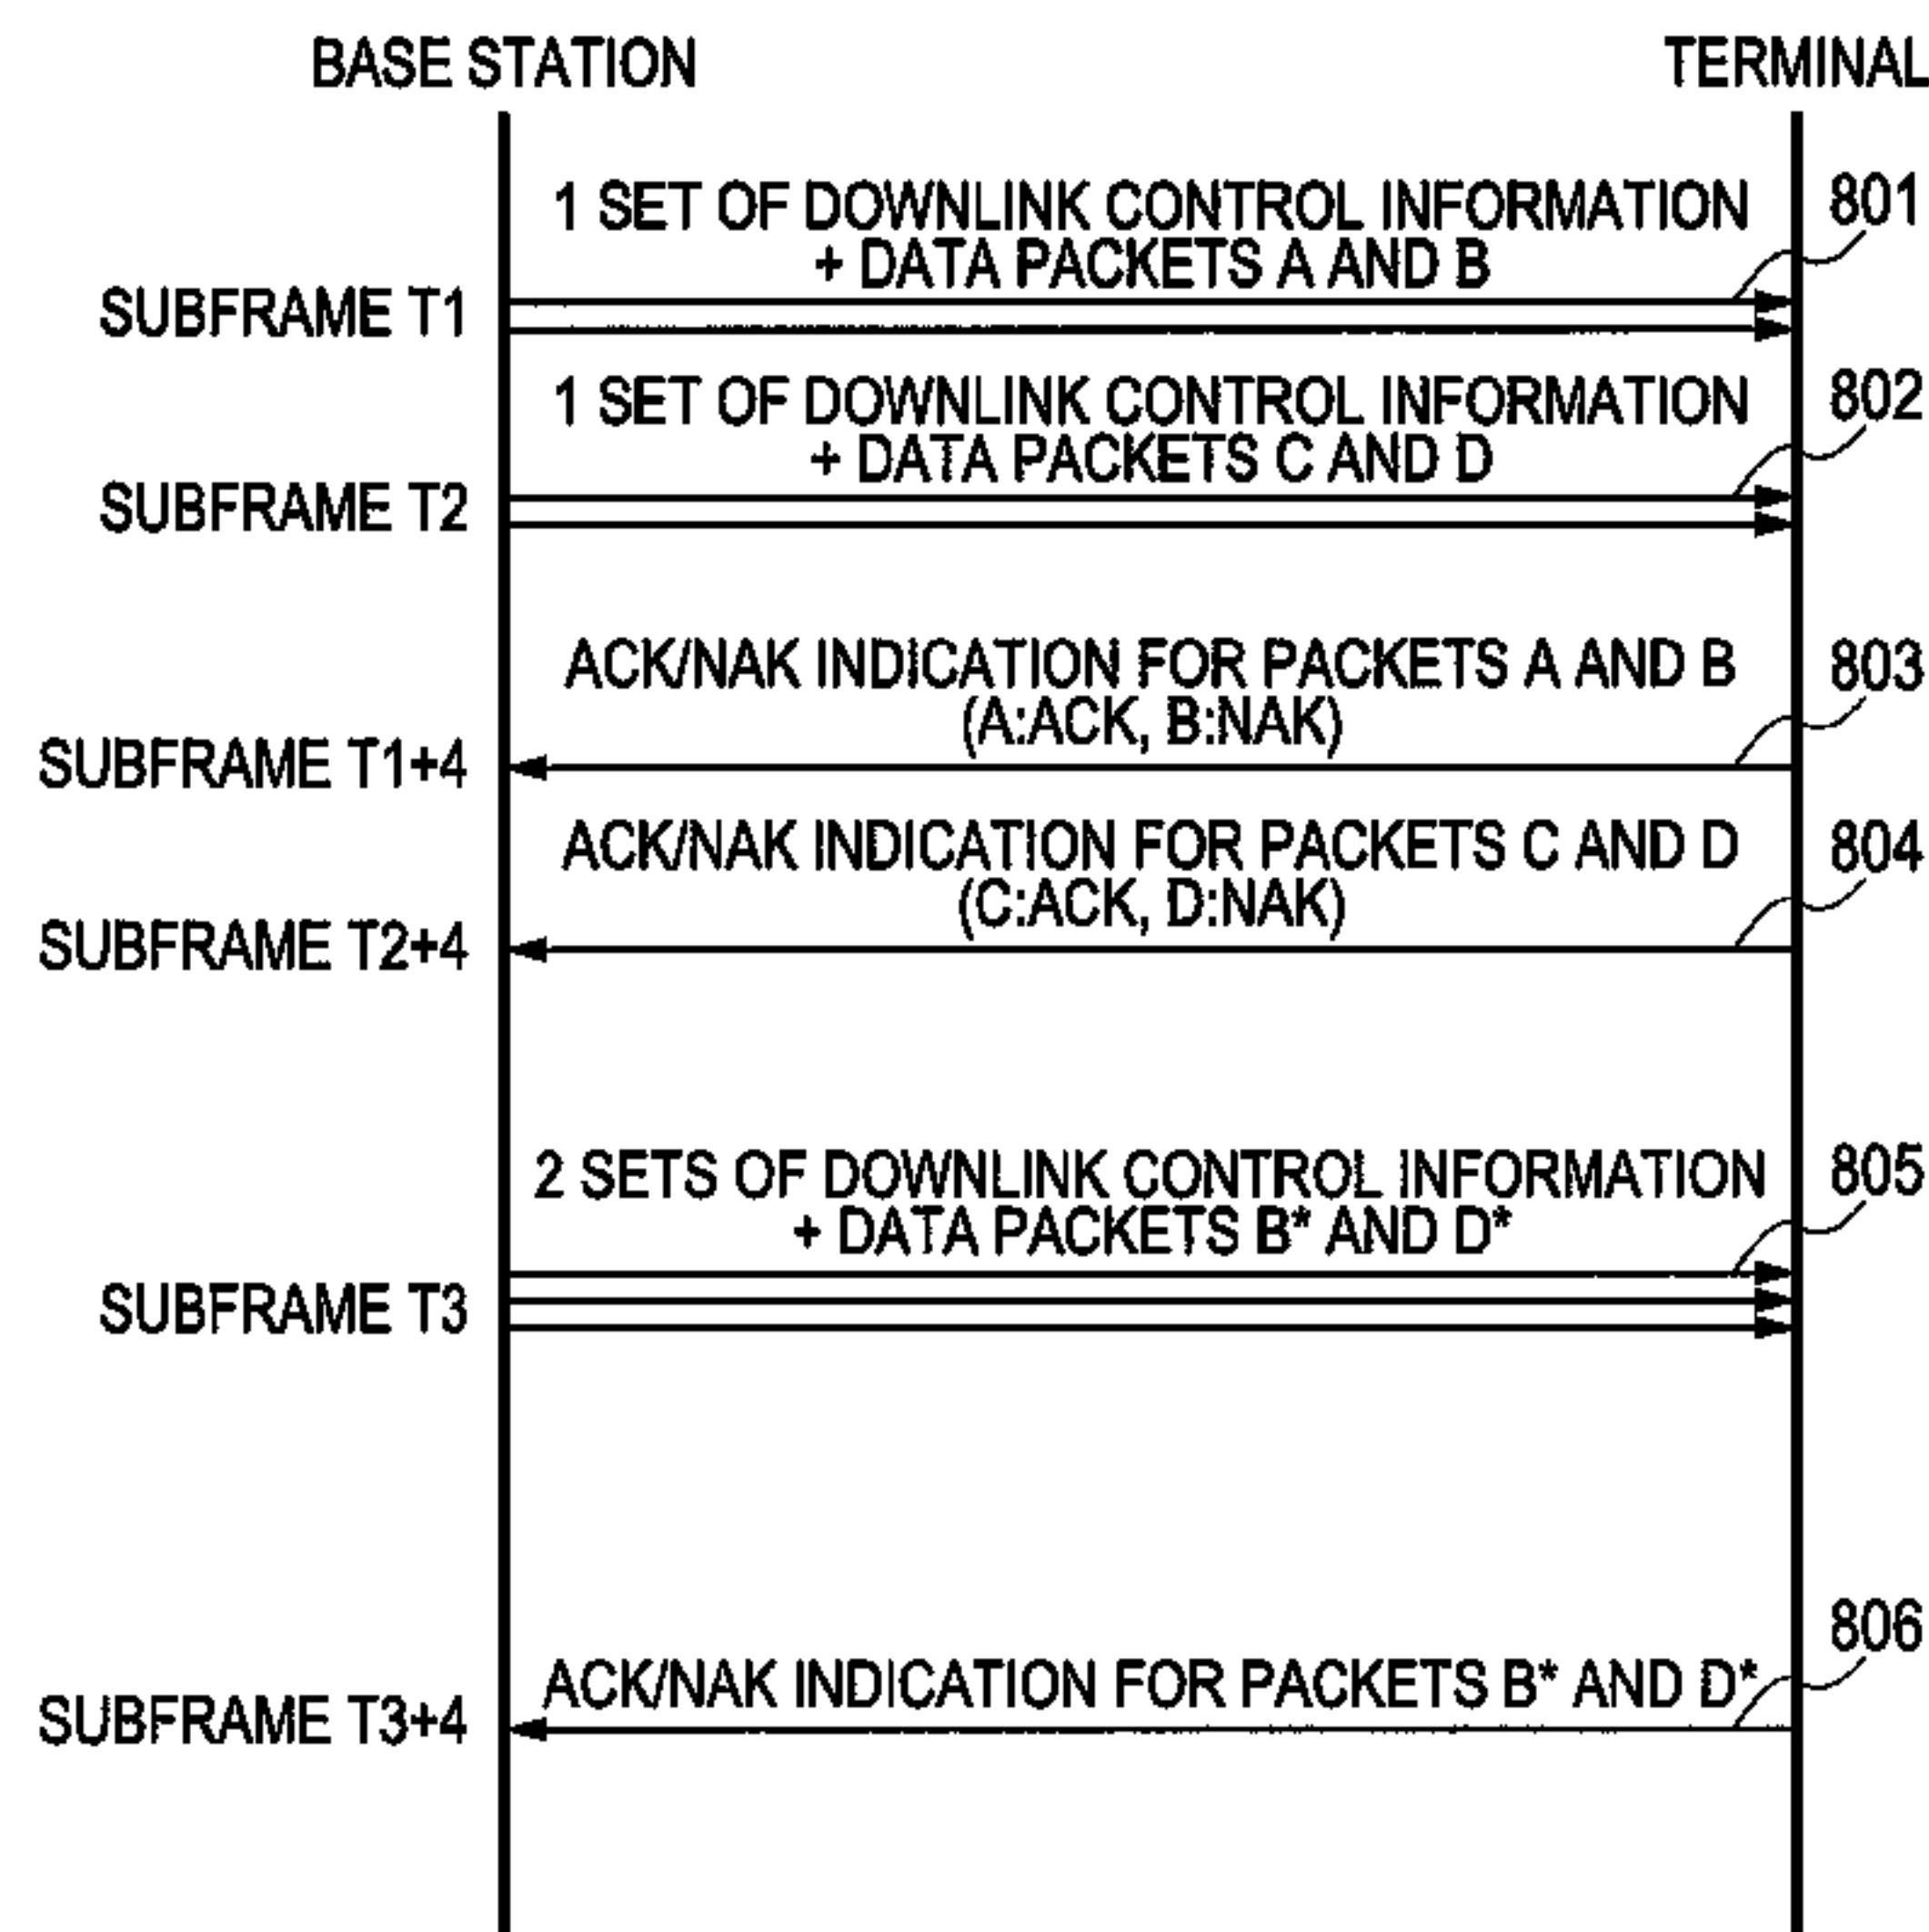 BASE STATION
TERMINAL
1 SET OF DOWNLINK CONTROL INFORMATION
+ DATA PACKETS A AND B
801
SUBFRAME T1
1 SET OF DOWNLINK CONTROL INFORMATION
+ DATA PACKETS C AND D
802
SUBFRAME T2
ACK/NAK INDICATION FOR PACKETS A AND B
(A:ACK, B:NAK)
803
SUBFRAME T1+4
ACK/NAK INDICATION FOR PACKETS C AND D
(C:ACK, D:NAK)
804
SUBFRAME T2+4
2 SETS OF DOWNLINK CONTROL INFORMATION
+ DATA PACKETS B* AND D*
805
SUBFRAME T3
806
ACK/NAK INDICATION FOR PACKETS B* AND D*
SUBFRAME T3+4